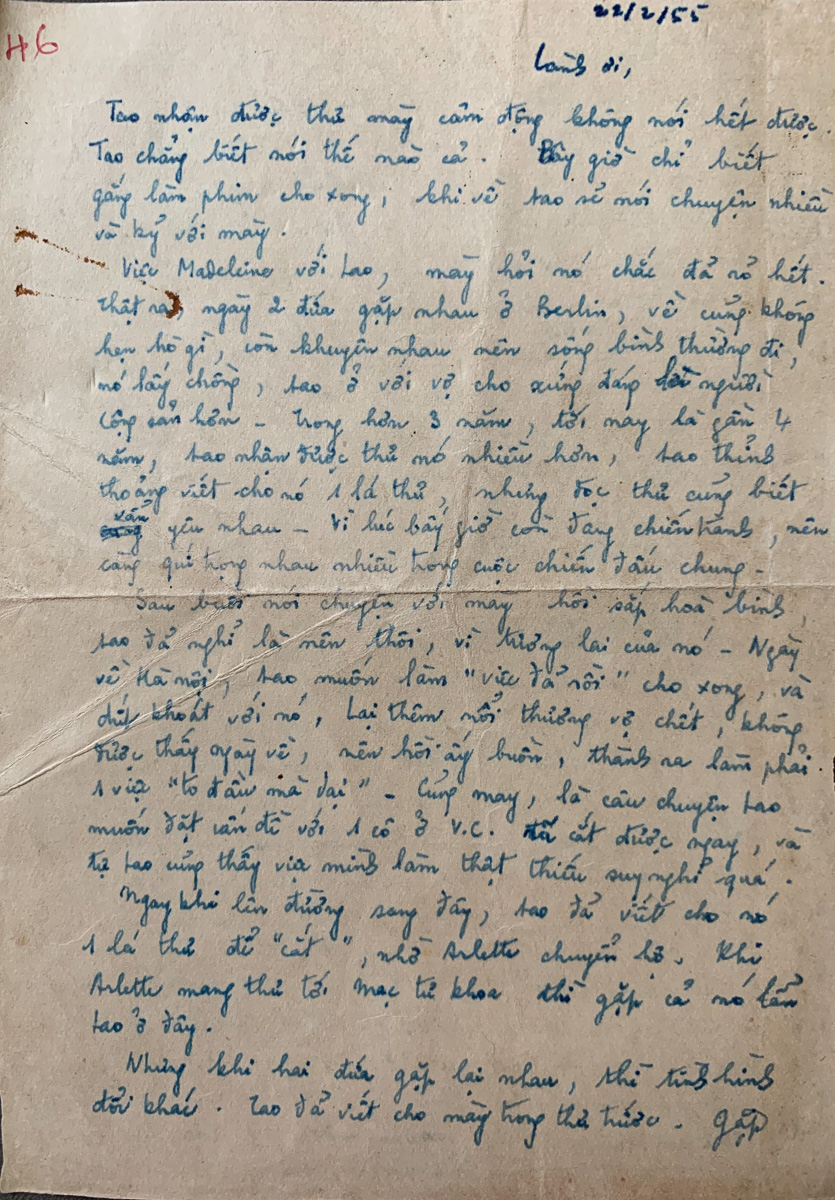 22/2/55
46
Lành ơi,
Tao nhận được thư mày cảm động không nói hết được.
Tao chẳng biết nói thế nào cả. Bây giờ chỉ biết
gắng làm phim cho xong, khi về tao sẽ nói chuyện nhiều
và kỹ với mày.
Việc Madeleine với tao, mày hỏi nó chắc đã rõ hết.
Thật ra, ngày 2 đứa gặp nhau ở Berlin, về cũng không
hẹn hò gì, còn khuyên nhau nên sống bình thường đi,
nó lấy chồng, tao ở với vợ cho xứng đáng người
Cộng sản hơn - Trong hơn 3 năm, tới nay là gần 4
năm, tao nhận được thư nó nhiều hơn, tao thỉnh
thoảng viết cho nó 1 lá thư, nhưng đọc thư cũng biết
vẫn yêu nhau - Vì lúc bấy giờ còn đang chiến tranh, nên
càng quí trọng nhau nhiều trong cuộc chiến đấu chung -
Sau buổi nói chuyện với mày hồi sắp hoà bình,
tao đã nghĩ là nên thôi, vì tương lai của nó - Ngày
về Hà nội, tao muốn làm "việc đã rồi" cho xong, và
dứt khoát với nó, Lại thêm nỗi thương vợ chết, không
được thấy ngày về, nên hồi ấy buồn, thành ra làm phải
1 việc "to đầu mà dại" - Cũng may, là câu chuyện tao
muốn đặt vấn đề với 1 cô ở V.C. đã cắt được ngay, và
tự tao cũng thấy việc mình làm thật thiếu suy nghĩ quá.
Ngay khi lên đường sang đây, tao đã viết cho nó
1 lá thư để "cắt", nhờ Arlette chuyển hộ. Khi
Arlette mang thư tới Mạc tư khoa thì gặp cả nó lẫn
tao ở đây.
Nhưng khi hai đứa gặp lại nhau, thì tình hình
đổi khác. Tao đã viết cho mày trong thư trước. Gặp